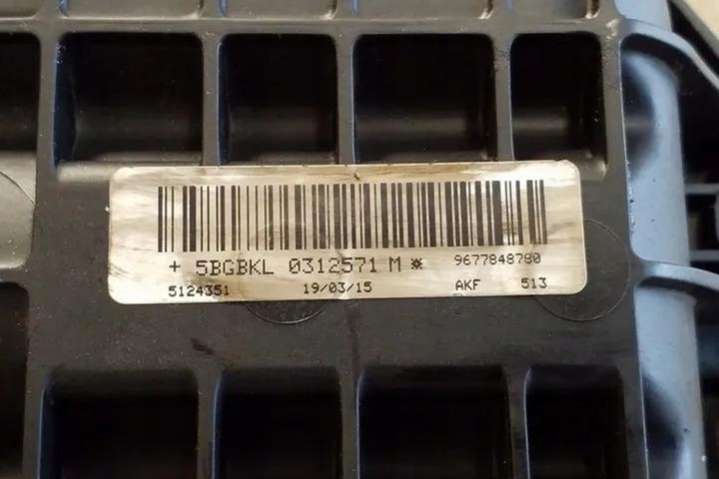 + 5BGBKL 0312571 M ☼ 9677848780
5124351 19/03/15 AKF 513